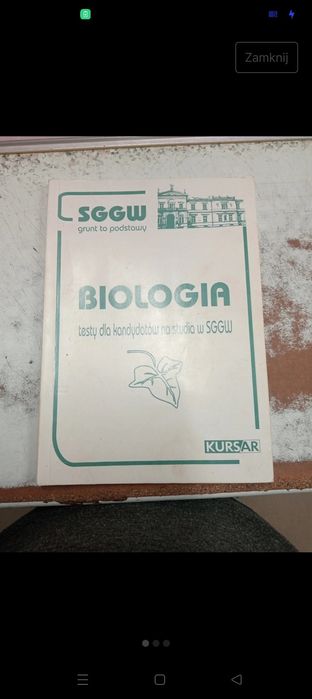 Zamknij
SGGW
grunt to podstawy
BIOLOGIA
testy dla kandydatów na studia w SGGW
KURSAR